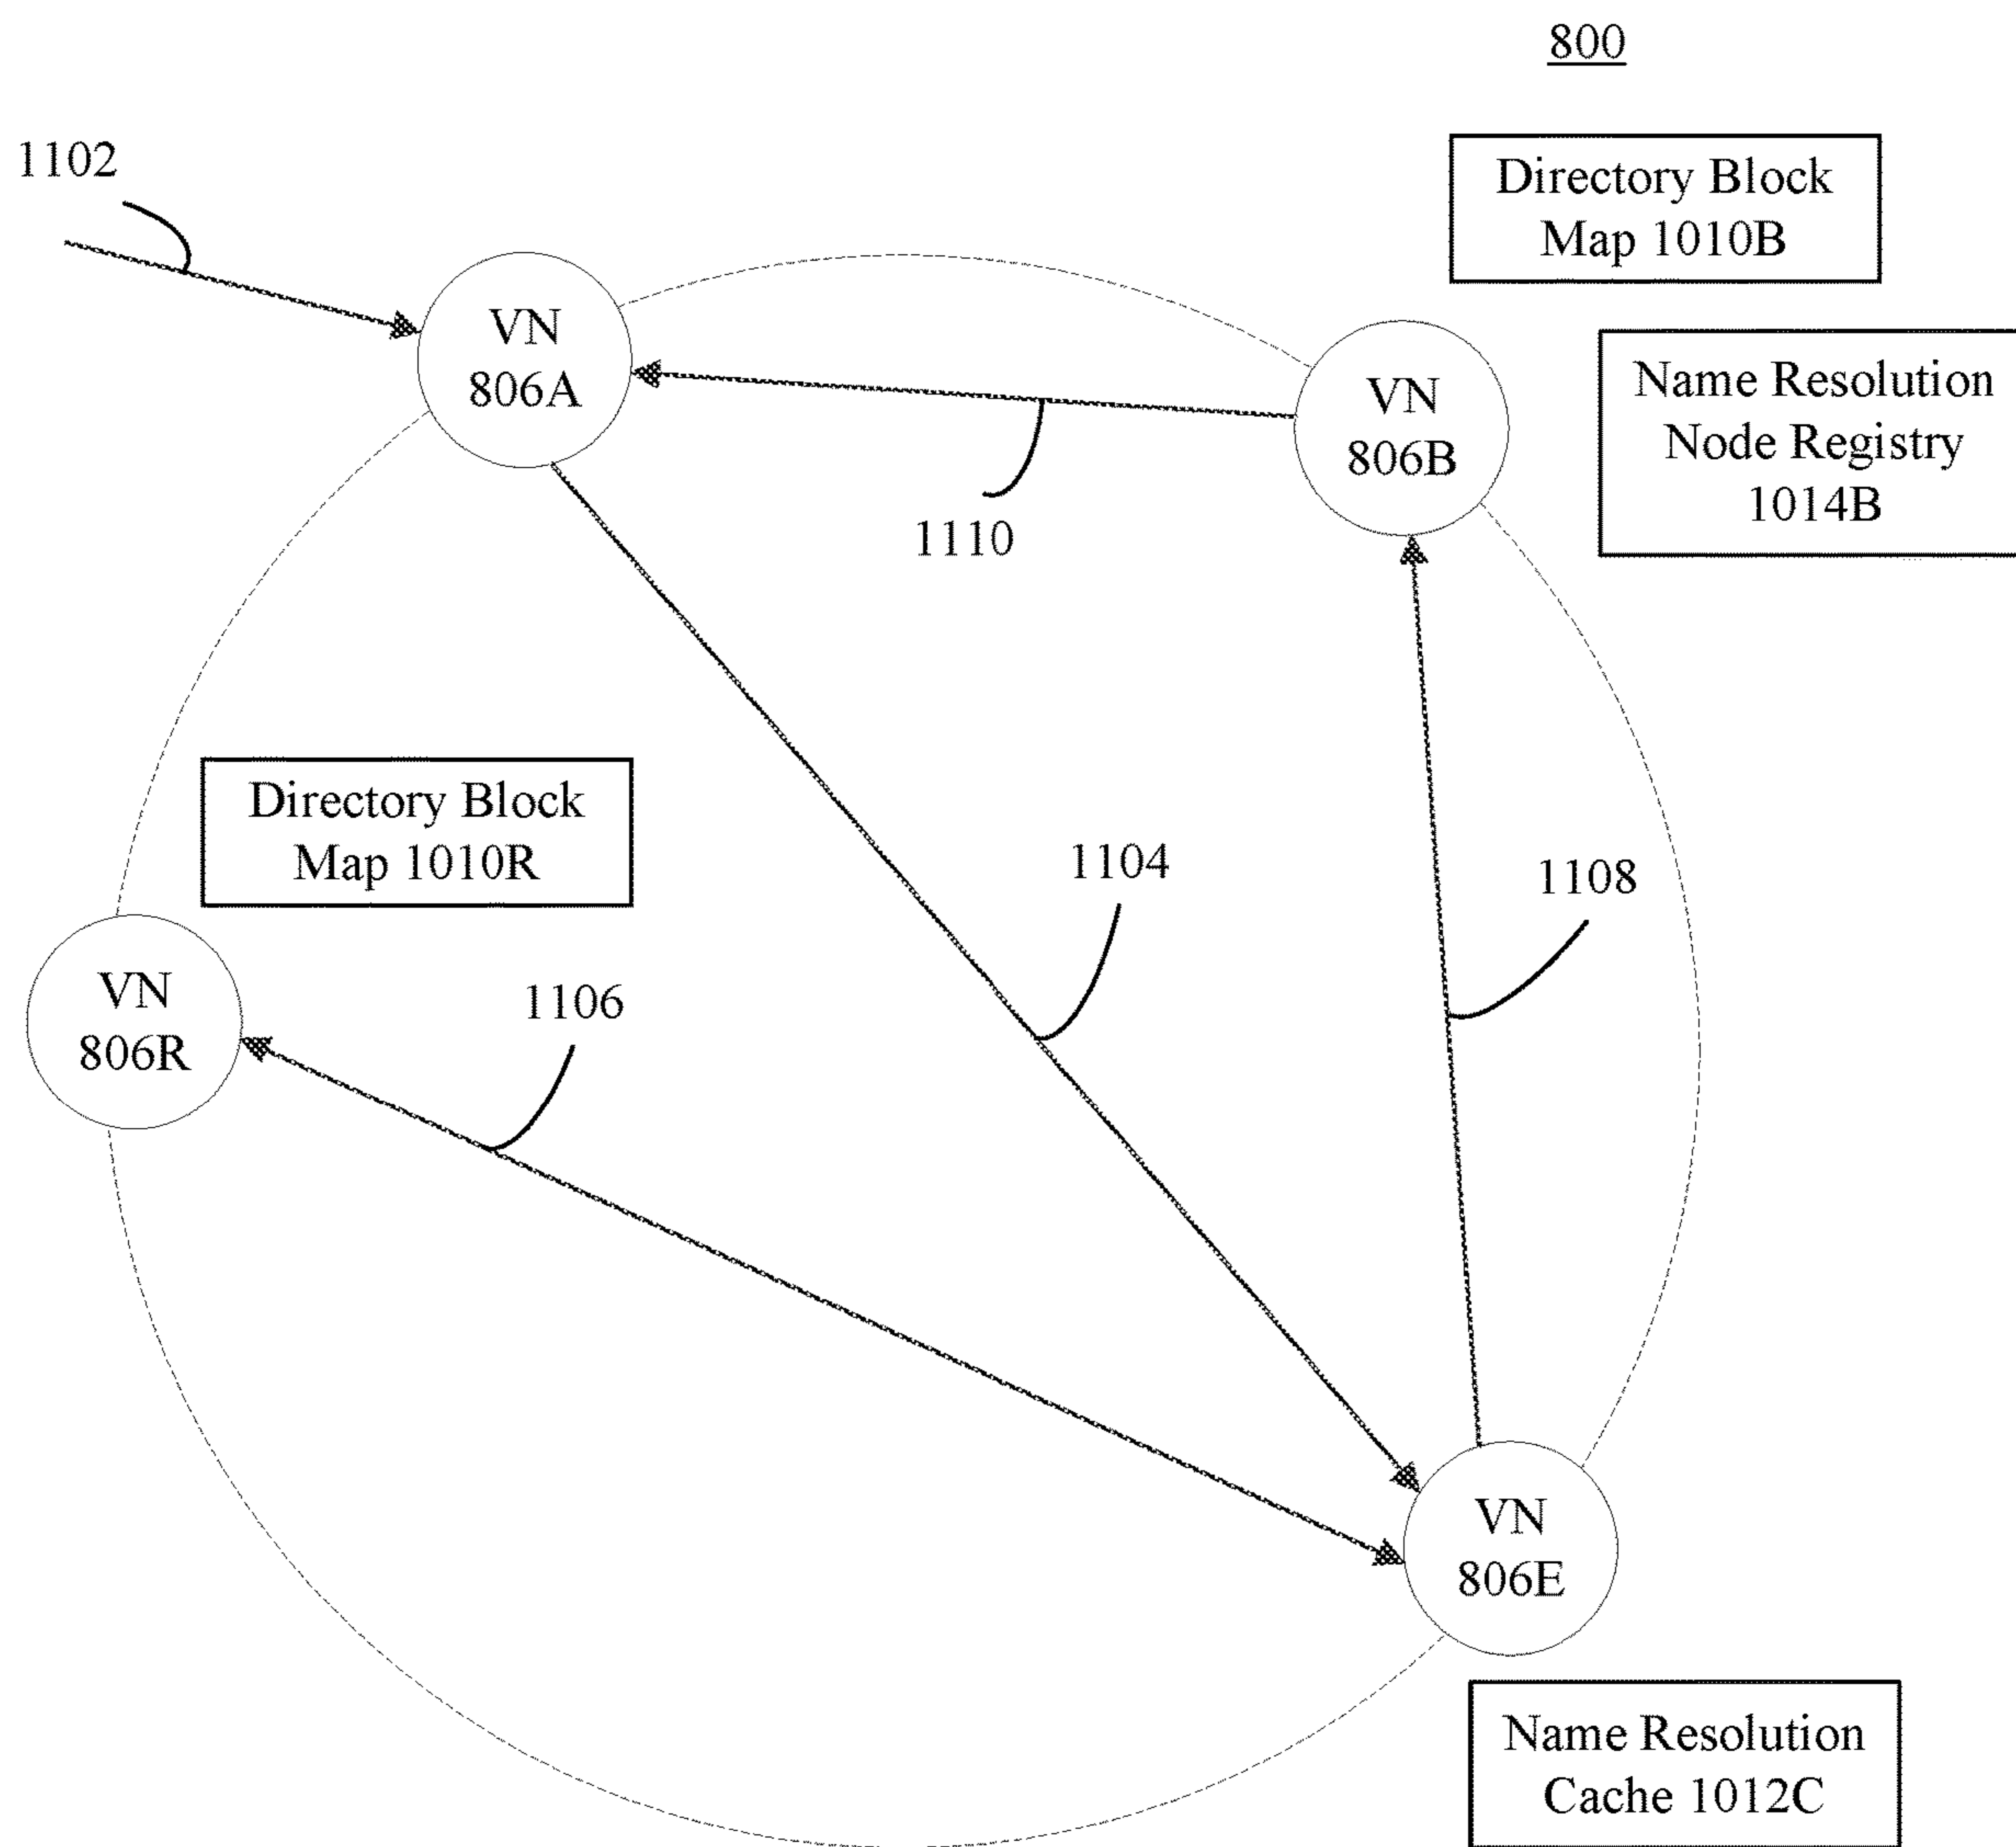 800
1102
Directory Block
Map 1010B
VN
806A
VN
806B
Name Resolution
Node Registry
1014B
1110
Directory Block
Map 1010R
1104
1108
VN
806R
1106
VN
806E
Name Resolution
Cache 1012C